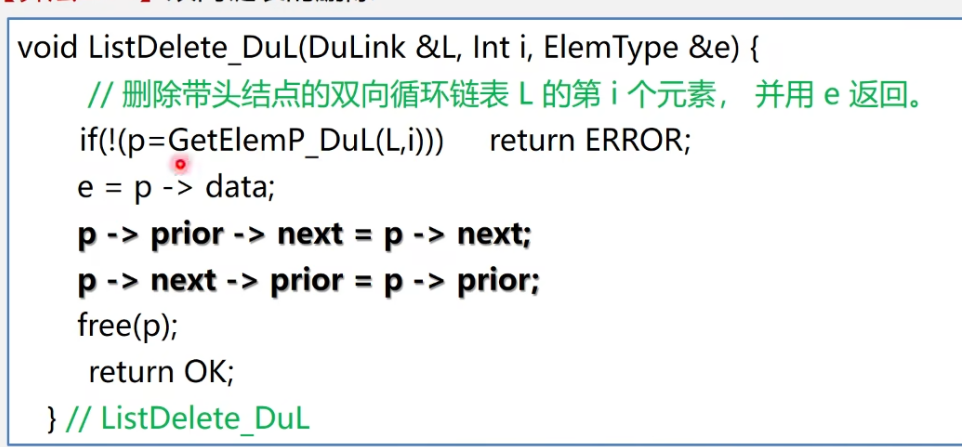 void ListDelete_DuL(DuLink &L, Int i, ElemType &e) {
// 删除带头结点的双向循环链表 L 的第 i 个元素， 并用 e 返回。
if(!(p=GetElemP_DuL(L,i))) return ERROR;
e = p -> data;
p -> prior -> next = p -> next;
p -> next -> prior = p -> prior;
free(p);
return OK;
} // ListDelete_DuL